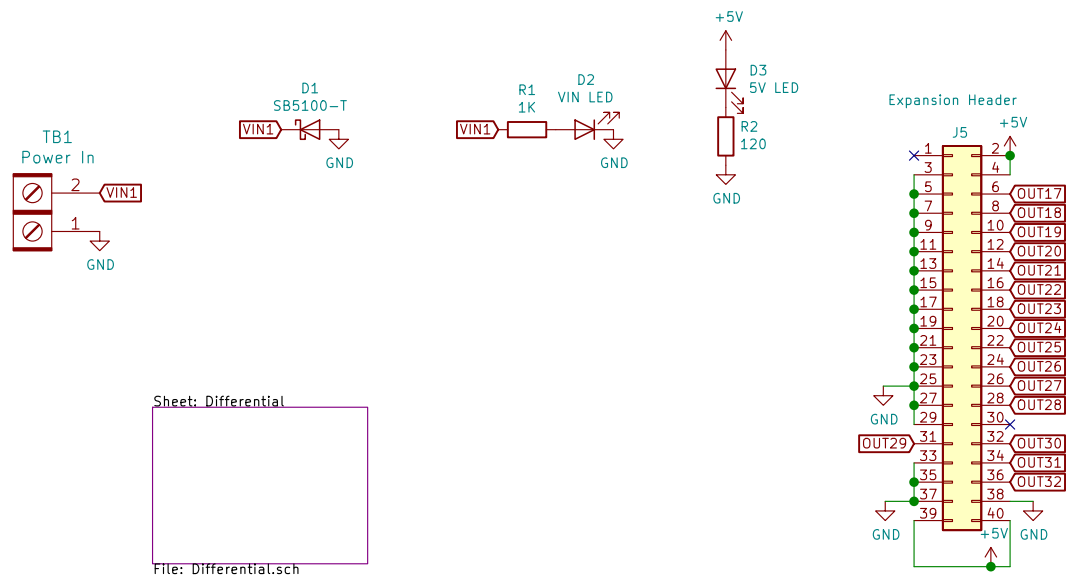 TB1
Power In
2
VIN1
1
GND
D1
SB5100-T
VIN1
GND
R1
1K
D2
VIN LED
VIN1
GND
+5V
D3
5V LED
R2
120
GND
Expansion Header
J5
+5V
1 2
3 4
5 6 OUT17
7 8 OUT18
9 10 OUT19
11 12 OUT20
13 14 OUT21
15 16 OUT22
17 18 OUT23
19 20 OUT24
21 22 OUT25
23 24 OUT26
25 26 OUT27
27 28 OUT28
GND
29 30
OUT29 31 32 OUT30
33 34 OUT31
35 36 OUT32
37 38
39 40
GND
+5V
GND
Sheet: Differential
File: Differential.sch